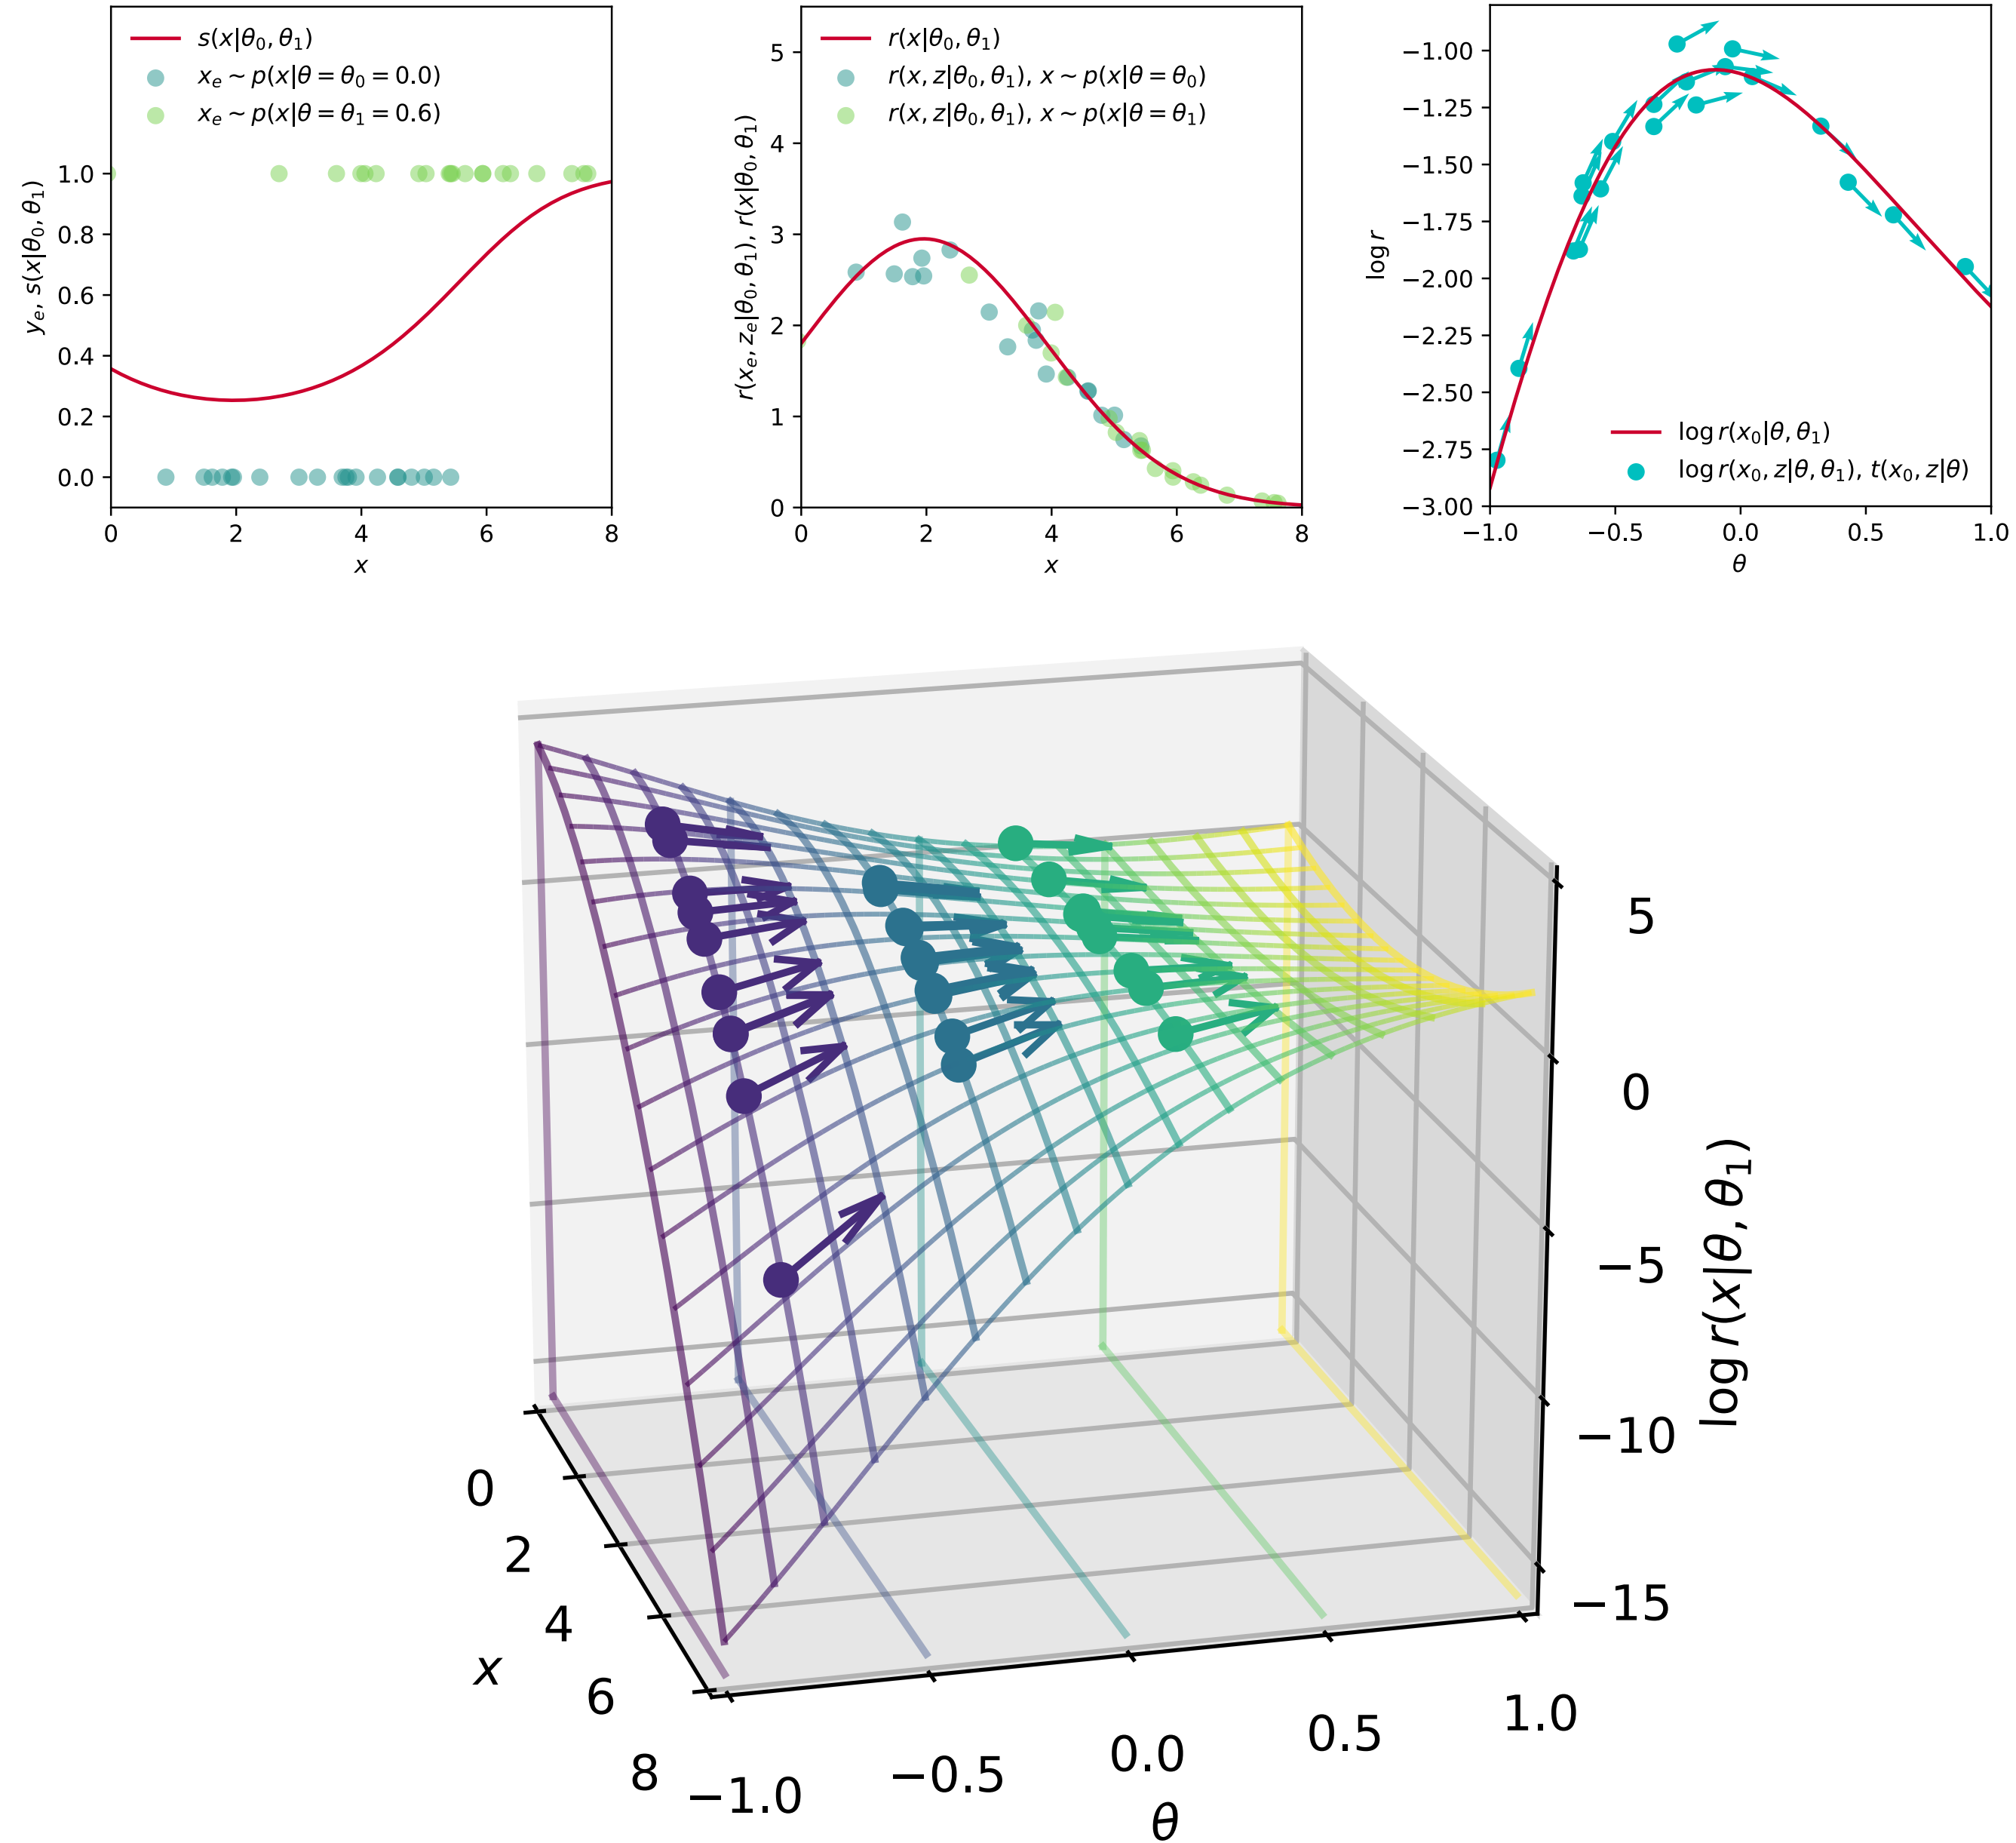 s(x|θ₀, θ₁)
xₑ ~ p(x|θ = θ₀ = 0.0)
xₑ ~ p(x|θ = θ₁ = 0.6)
yₑ, s(x|θ₀, θ₁)
1.0
0.8
0.6
0.4
0.2
0.0
0 2 4 6 8
x
r(x|θ₀, θ₁)
r(x, z|θ₀, θ₁), x ~ p(x|θ = θ₀)
r(x, z|θ₀, θ₁), x ~ p(x|θ = θ₁)
r(xₑ, zₑ|θ₀, θ₁), r(x|θ₀, θ₁)
5
4
3
2
1
0
0 2 4 6 8
x
log r
−1.00
−1.25
−1.50
−1.75
−2.00
−2.25
−2.50
−2.75
−3.00
log r(x₀|θ, θ₁)
log r(x₀, z|θ, θ₁), t(x₀, z|θ)
−1.0 −0.5 0.0 0.5 1.0
θ
5
0
−5
−10
−15
log r(x|θ, θ₁)
0
2
4
6
8
x
−1.0 −0.5 0.0 0.5 1.0
θ